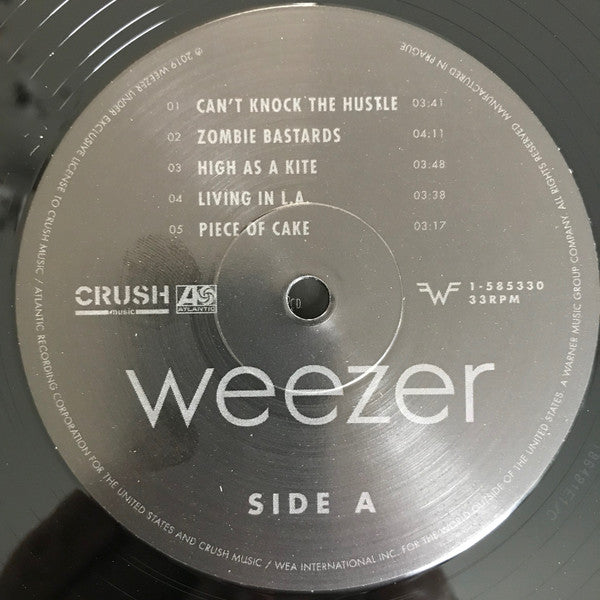 01 CAN'T KNOCK THE HUSTLE 03:41
02 ZOMBIE BASTARDS 04:11
03 HIGH AS A KITE 03:48
04 LIVING IN L.A. 03:38
05 PIECE OF CAKE 03:17
CRUSH
music
ATLANTIC
W
1-585330
33RPM
weezer
SIDE A
℗ 2019 WEEZER UNDER EXCLUSIVE LICENSE TO CRUSH MUSIC / ATLANTIC RECORDING CORPORATION FOR THE UNITED STATES AND CRUSH MUSIC / WEA INTERNATIONAL INC. FOR THE WORLD OUTSIDE OF THE UNITED STATES. A WARNER MUSIC GROUP COMPANY. ALL RIGHTS RESERVED. MANUFACTURED IN PRAGUE